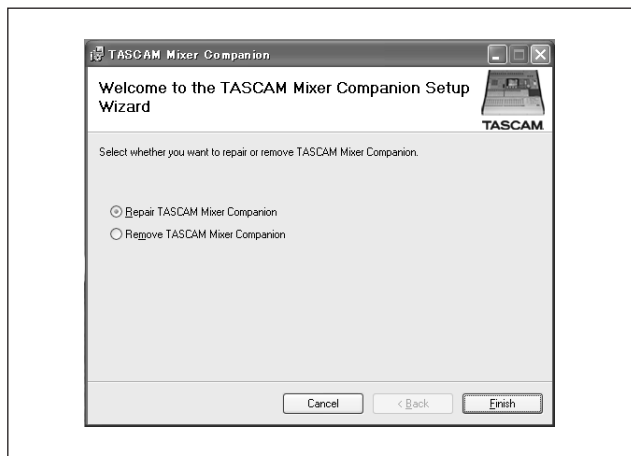 TASCAM Mixer Companion
Welcome to the TASCAM Mixer Companion Setup
Wizard
TASCAM
Select whether you want to repair or remove TASCAM Mixer Companion.
Repair TASCAM Mixer Companion
Remove TASCAM Mixer Companion
Cancel
< Back
Finish